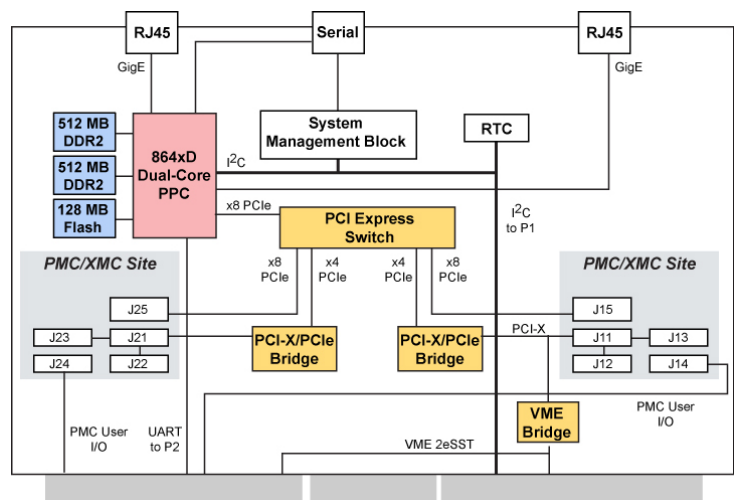 RJ45
Serial
RJ45
GigE
GigE
512 MB
DDR2
512 MB
DDR2
128 MB
Flash
864xD
Dual-Core
PPC
System
Management Block
RTC
I2C
x8 PCIe
PCI Express
Switch
I2C
to P1
PMC/XMC Site
x8
PCIe
x4
PCIe
x4
PCIe
x8
PCIe
PMC/XMC Site
J25
J23
J21
J24
J22
PCI-X/PCIe
Bridge
PCI-X/PCIe
Bridge
PCI-X
J15
J11
J13
J12
J14
PMC User
I/O
UART
to P2
VME 2eSST
VME
Bridge
PMC User
I/O